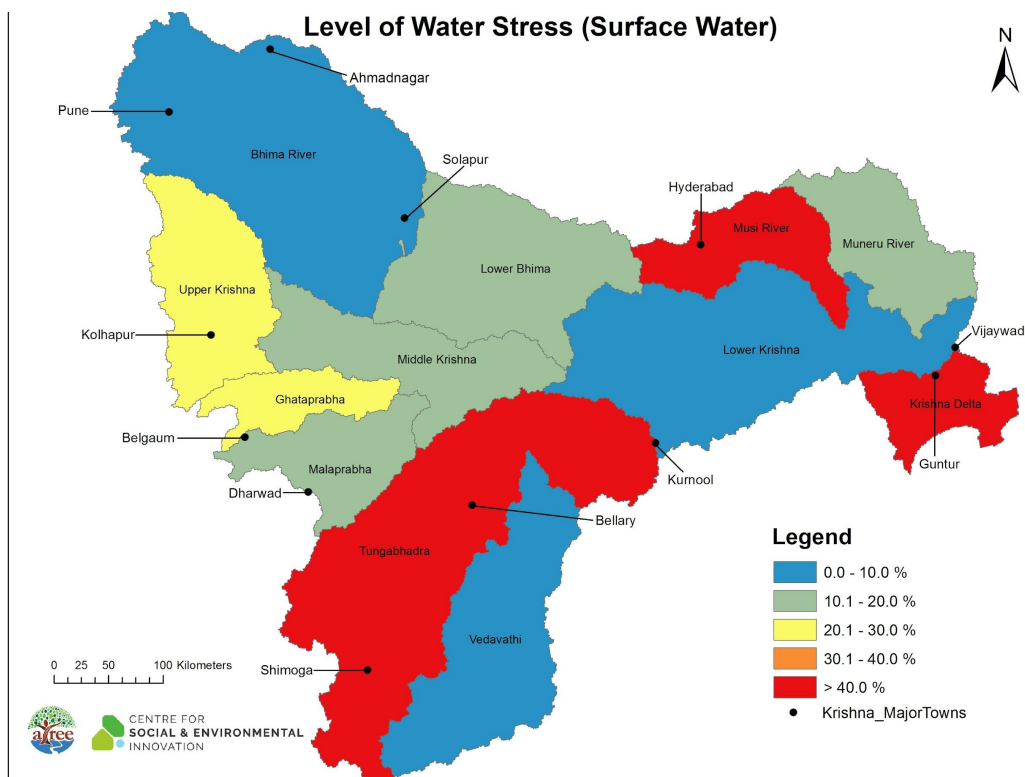 Level of Water Stress (Surface Water)
N
Ahmadnagar
Pune
Bhima River
Solapur
Hyderabad
Musi River
Muneru River
Lower Bhima
Upper Krishna
Kolhapur
Vijaywad
Middle Krishna
Lower Krishna
Ghataprabha
Krishna Delta
Belgaum
Malaprabha
Guntur
Kurnool
Dharwad
Bellary
Tungabhadra
Vedavathi
Shimoga
Legend
0.0 - 10.0 %
10.1 - 20.0 %
20.1 - 30.0 %
30.1 - 40.0 %
> 40.0 %
Krishna_MajorTowns
0 25 50 100 Kilometers
atree
CENTRE FOR
SOCIAL & ENVIRONMENTAL
INNOVATION